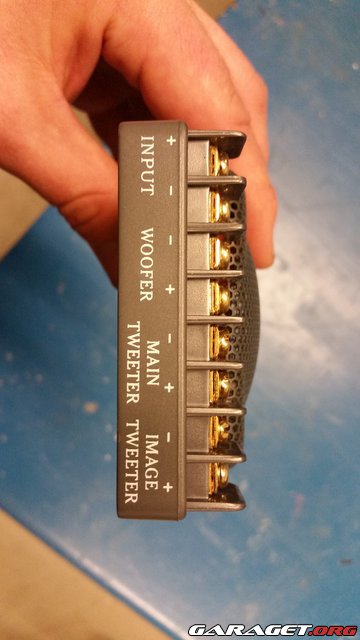 + INPUT -
- WOOFER +
- MAIN TWEETER +
- IMAGE TWEETER +
GARAGET.ORG